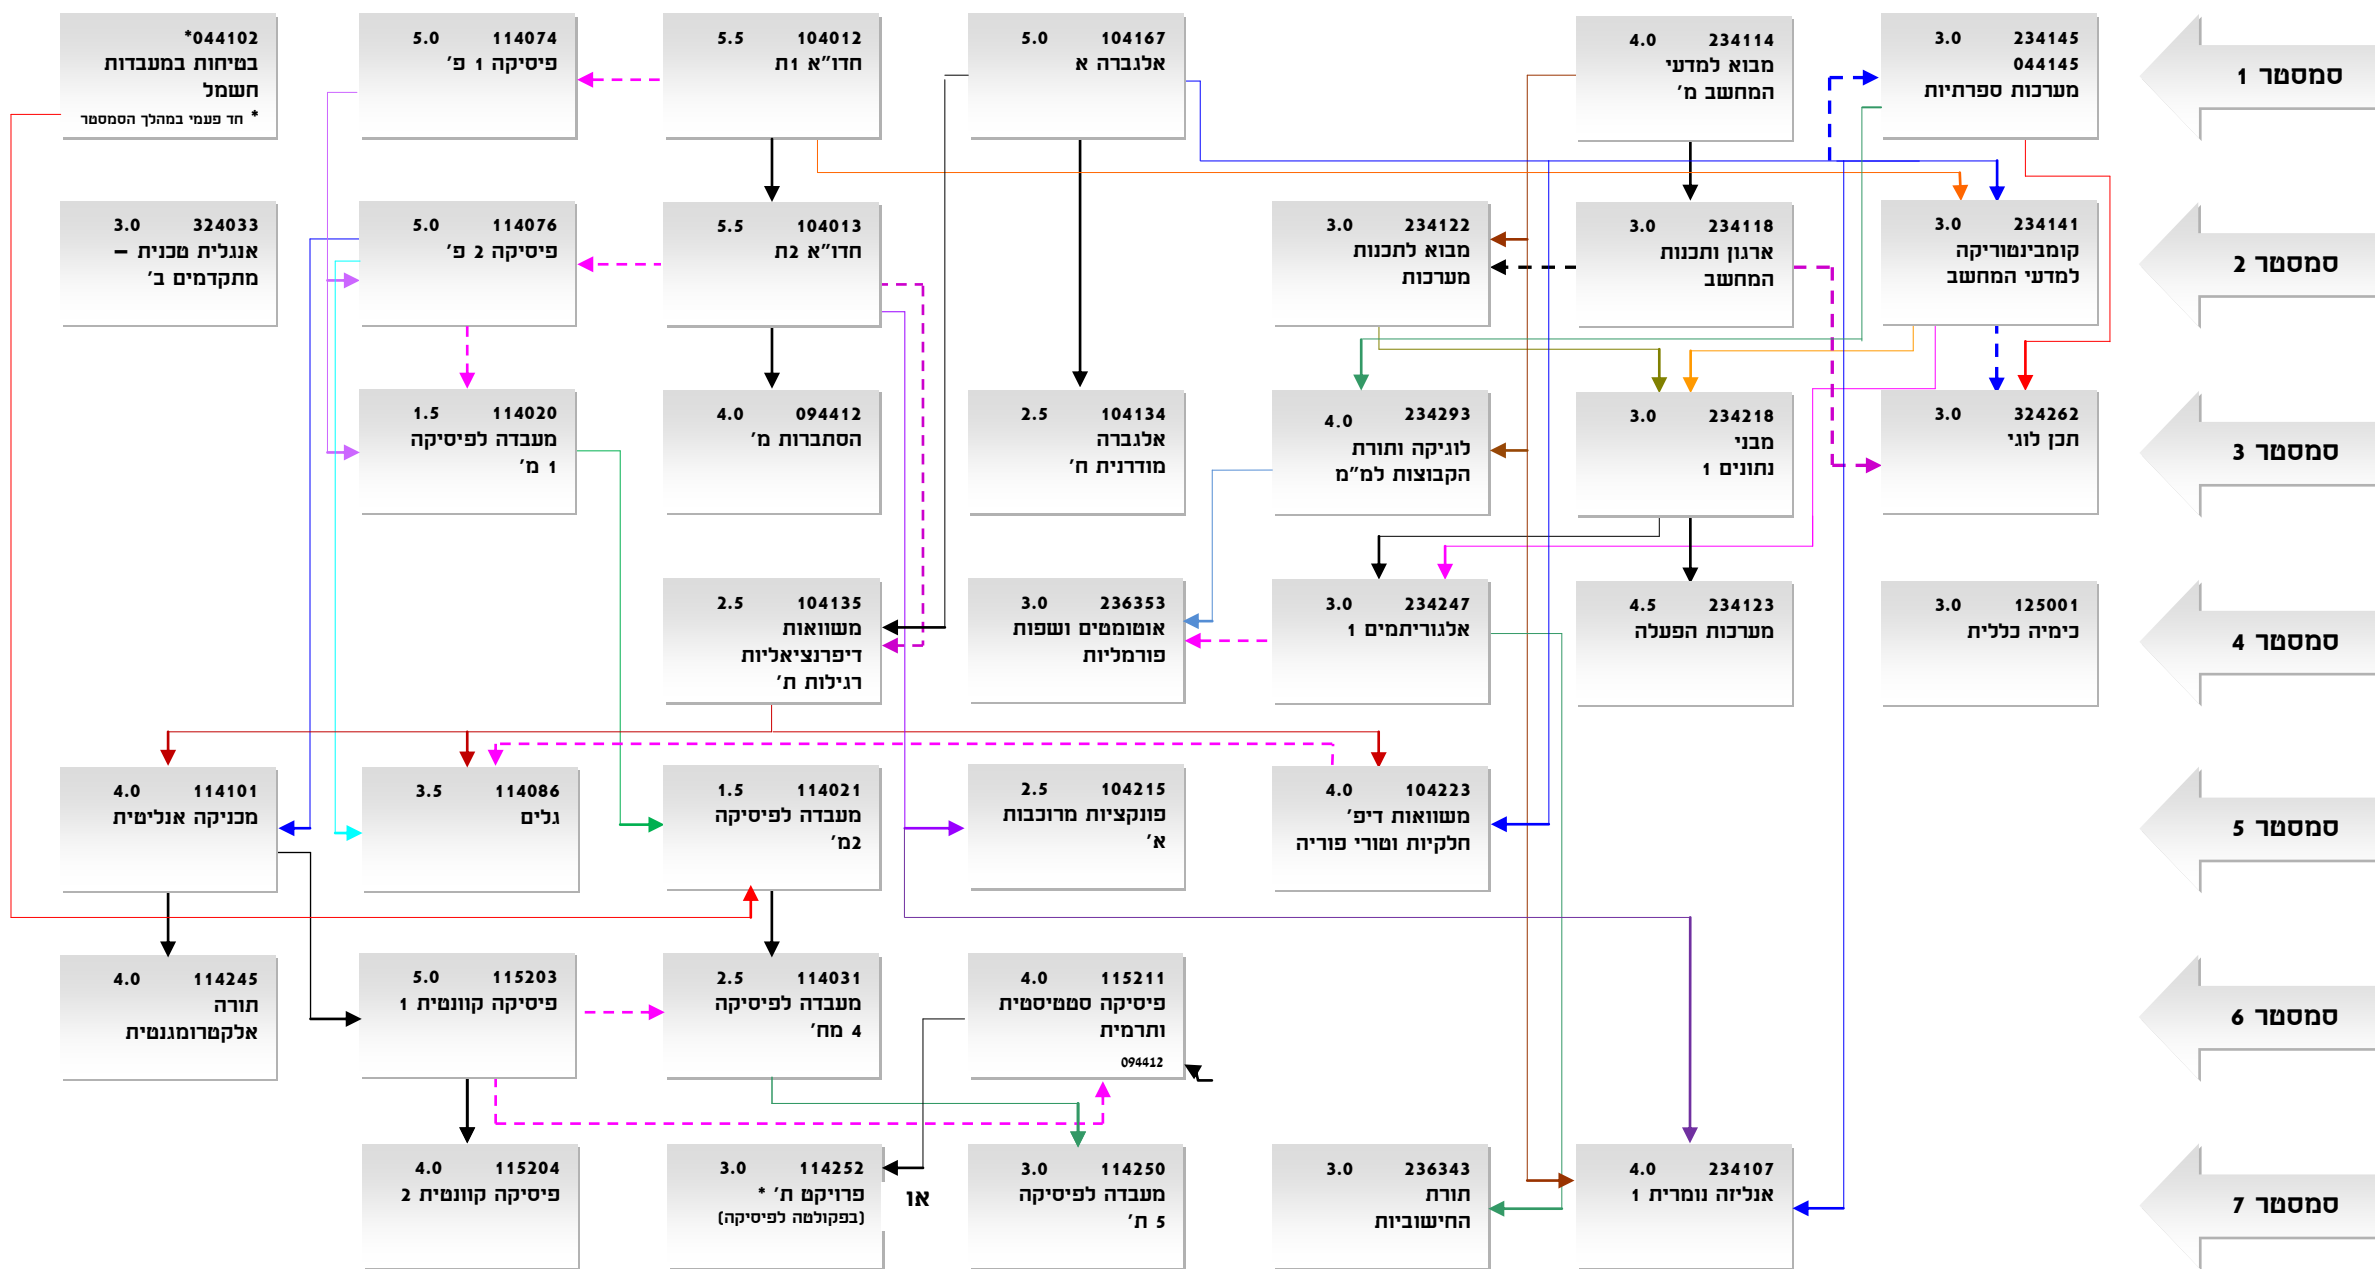 סמסטר 1
234145 3.0
044145
מערכות ספרתיות
234114 4.0
מבוא למדעי
המחשב מ'
104167 5.0
אלגברה א
104012 5.5
חדו"א 1ת
114074 5.0
פיסיקה 1 פ'
044102*
בטיחות במעבדות
חשמל
* חד פעמי במהלך הסמסטר
סמסטר 2
234141 3.0
קומבינטוריקה
למדעי המחשב
234118 3.0
ארגון ותכנות
המחשב
234122 3.0
מבוא לתכנות
מערכות
104013 5.5
חדו"א 2ת
114076 5.0
פיסיקה 2 פ'
324033 3.0
אנגלית טכנית –
מתקדמים ב'
סמסטר 3
324262 3.0
תכן לוגי
234218 3.0
מבני
נתונים 1
234293 4.0
לוגיקה ותורת
הקבוצות למ"מ
104134 2.5
אלגברה
מודרנית ח'
094412 4.0
הסתברות מ'
114020 1.5
מעבדה לפיסיקה
1 מ'
סמסטר 4
125001 3.0
כימיה כללית
234123 4.5
מערכות הפעלה
234247 3.0
אלגוריתמים 1
236353 3.0
אוטומטים ושפות
פורמליות
104135 2.5
משוואות
דיפרנציאליות
רגילות ת'
סמסטר 5
104223 4.0
משוואות דיפ'
חלקיות וטורי פוריה
104215 2.5
פונקציות מרוכבות
א'
114021 1.5
מעבדה לפיסיקה
2מ'
114086 3.5
גלים
114101 4.0
מכניקה אנליטית
סמסטר 6
115211 4.0
פיסיקה סטטיסטית
ותרמית
094412
114031 2.5
מעבדה לפיסיקה
4 מח'
115203 5.0
פיסיקה קוונטית 1
114245 4.0
תורה
אלקטרומגנטית
סמסטר 7
234107 4.0
אנליזה נומרית 1
236343 3.0
תורת
החישוביות
114250 3.0
מעבדה לפיסיקה
5 ת'
או
114252 3.0
פרויקט ת' *
(בפקולטה לפיסיקה)
115204 4.0
פיסיקה קוונטית 2